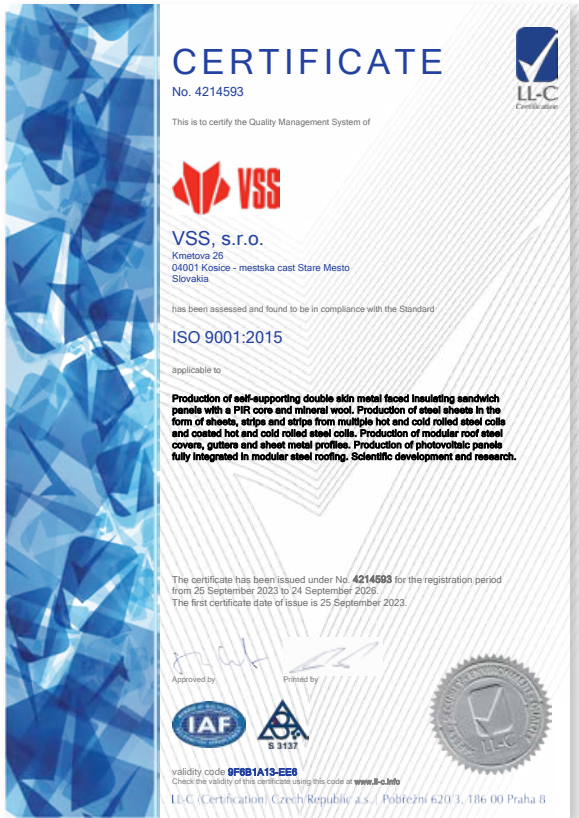 CERTIFICATE
No. 4214593
LL-C
Certification
This is to certify the Quality Management System of
VSS
VSS, s.r.o.
Kmetova 26
04001 Kosice - mestska cast Stare Mesto
Slovakia
has been assessed and found to be in compliance with the Standard
ISO 9001:2015
applicable to
Production of self-supporting double skin metal faced insulating sandwich
panels with a PIR core and mineral wool. Production of steel sheets in the
form of sheets, strips and strips from multiple hot and cold rolled steel coils
and coated hot and cold rolled steel coils. Production of modular roof steel
covers, gutters and sheet metal profiles. Production of photovoltaic panels
fully integrated in modular steel roofing. Scientific development and research.
The certificate has been issued under No. 4214593 for the registration period
from 25 September 2023 to 24 September 2026.
The first certificate date of issue is 25 September 2023.
Approved by Printed by
IAF
S 3137
LL-C
validity code 9F6B1A13-EE6
Check the validity of this certificate using this code at www.ll-c.info
LL-C (Certification) Czech Republic a.s. | Pobřežní 620/3, 186 00 Praha 8